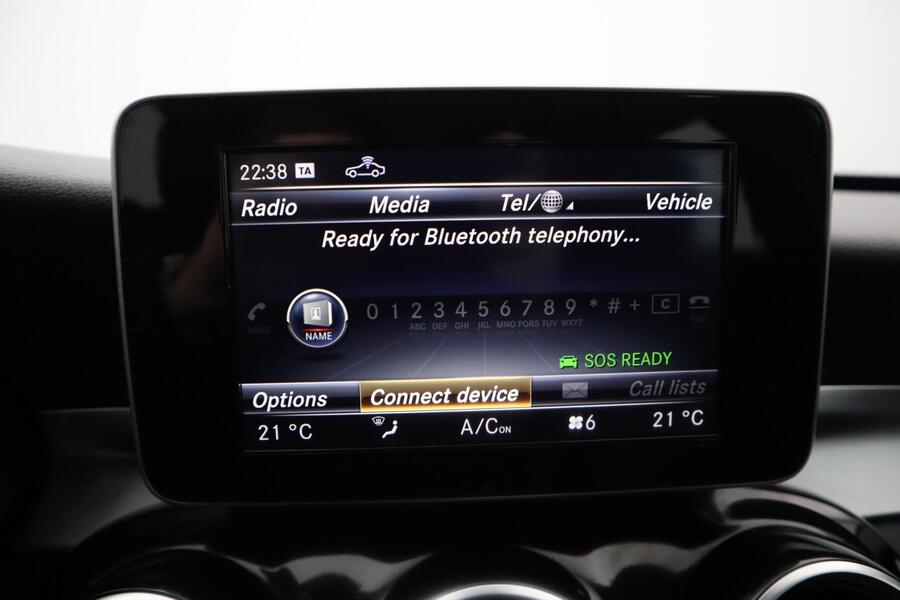 22:38 TA
Radio Media Tel/ Vehicle
Ready for Bluetooth telephony...
0 1 2 3 4 5 6 7 8 9 * # + C
SEND NAME ABC DEF GHI JKL MNO PQRS TUV WXYZ END
SOS READY
Options Connect device Call lists
21 °C A/C ON 6 21 °C